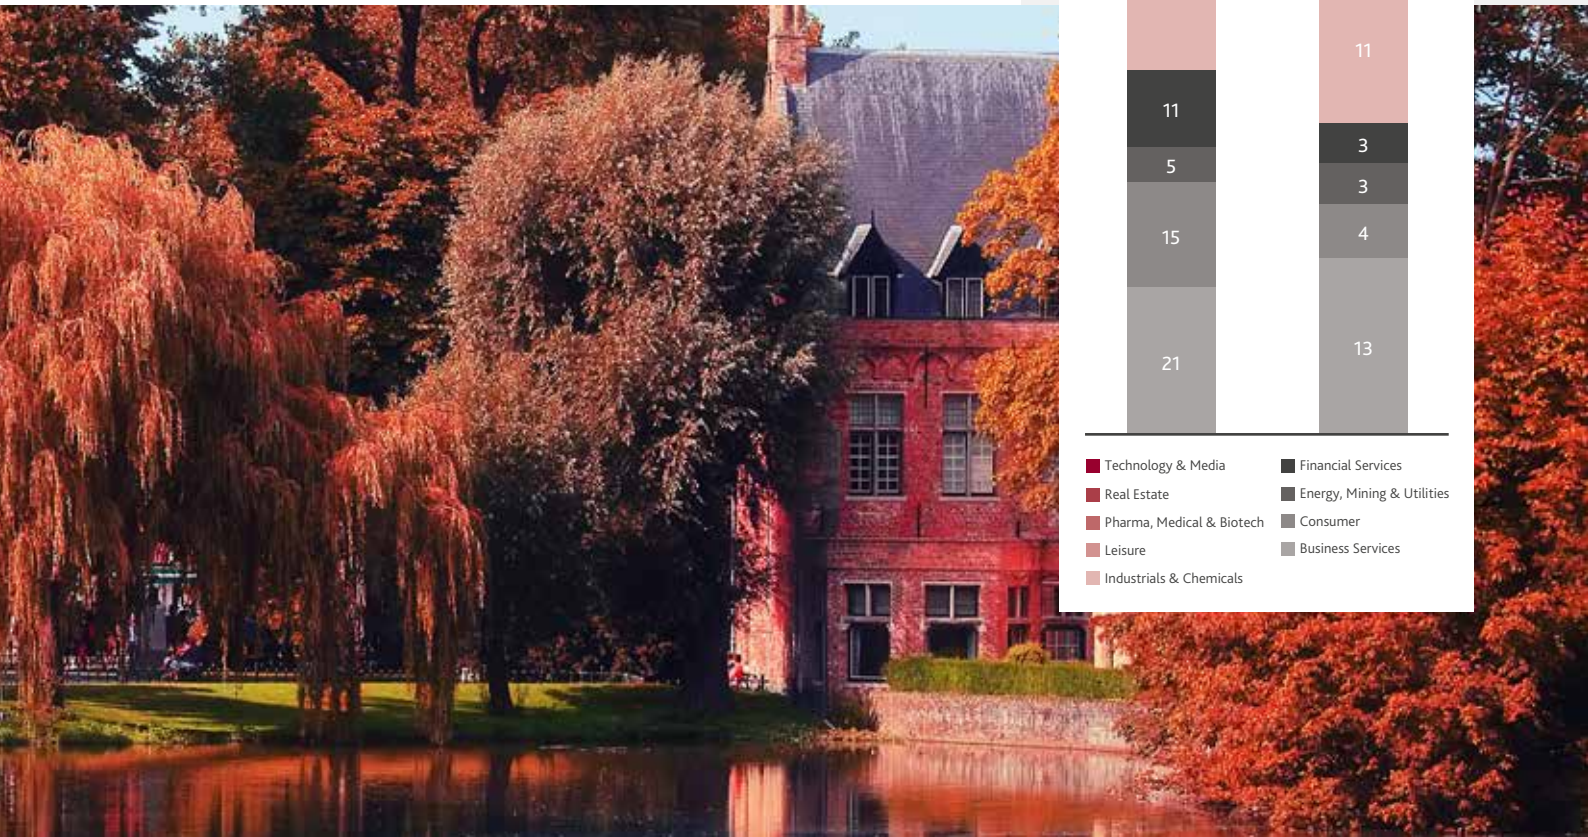 11
11
3
5
3
15
4
21
13
Technology & Media
Real Estate
Pharma, Medical & Biotech
Leisure
Industrials & Chemicals
Financial Services
Energy, Mining & Utilities
Consumer
Business Services